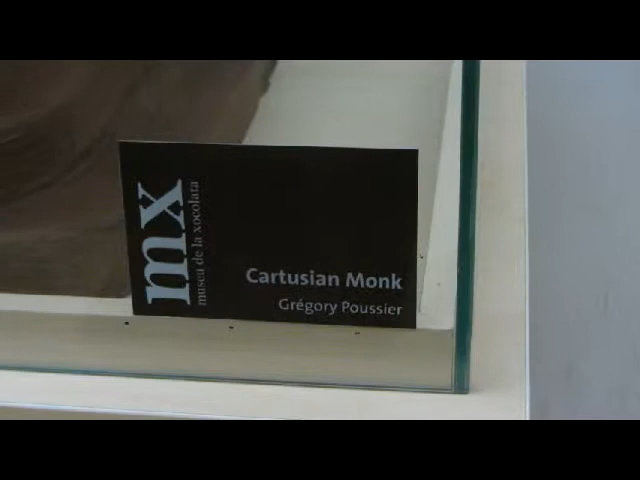 mx
museu de la xocolata
Cartusian Monk
Grégory Poussier